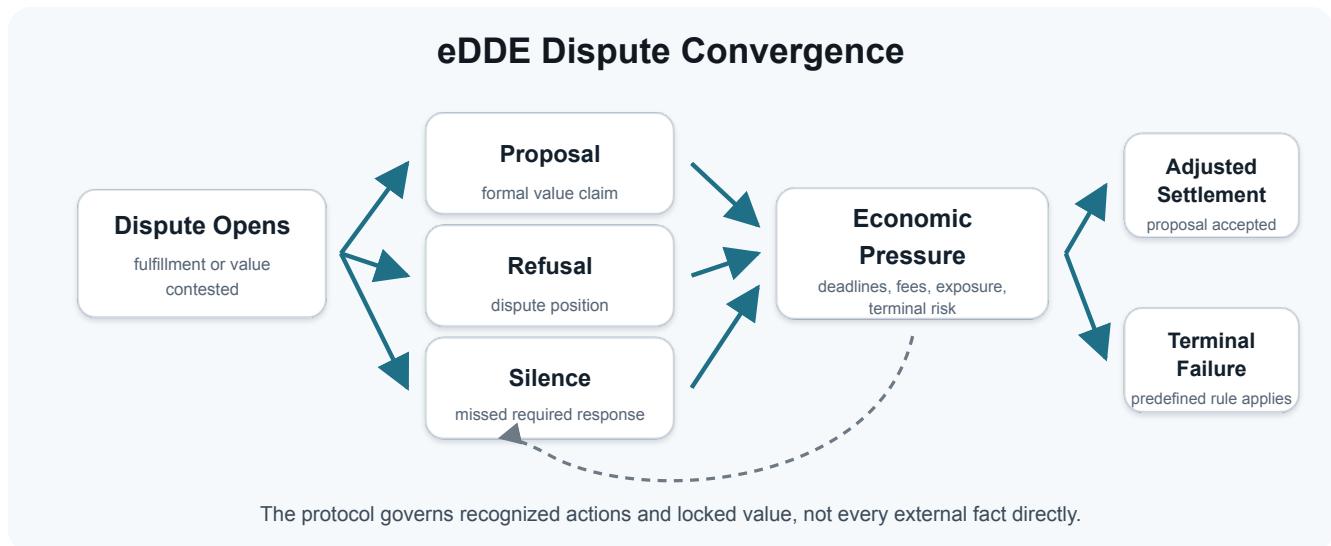 eDDE Dispute Convergence
Dispute Opens
fulfillment or value
contested
Proposal
formal value claim
Refusal
dispute position
Silence
missed required response
Economic
Pressure
deadlines, fees, exposure,
terminal risk
Adjusted
Settlement
proposal accepted
Terminal
Failure
predefined rule applies
The protocol governs recognized actions and locked value, not every external fact directly.